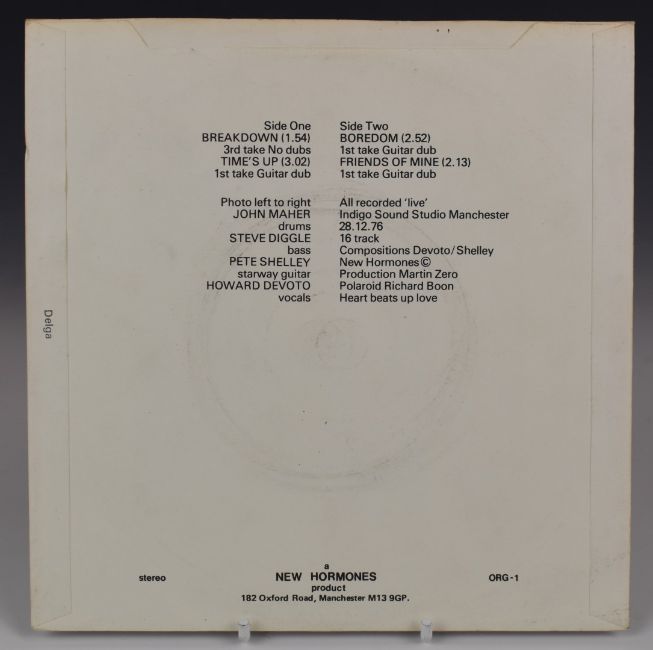 Side One
BREAKDOWN (1.54)
3rd take No dubs
TIME'S UP (3.02)
1st take Guitar dub
Side Two
BOREDOM (2.52)
1st take Guitar dub
FRIENDS OF MINE (2.13)
1st take Guitar dub
Photo left to right
JOHN MAHER
drums
STEVE DIGGLE
bass
PETE SHELLEY
starway guitar
HOWARD DEVOTO
vocals
All recorded 'live'
Indigo Sound Studio Manchester
28.12.76
16 track
Compositions Devoto/Shelley
New Hormones ©
Production Martin Zero
Polaroid Richard Boon
Heart beats up love
Delga
stereo
a
NEW HORMONES
product
182 Oxford Road, Manchester M13 9GP.
ORG-1